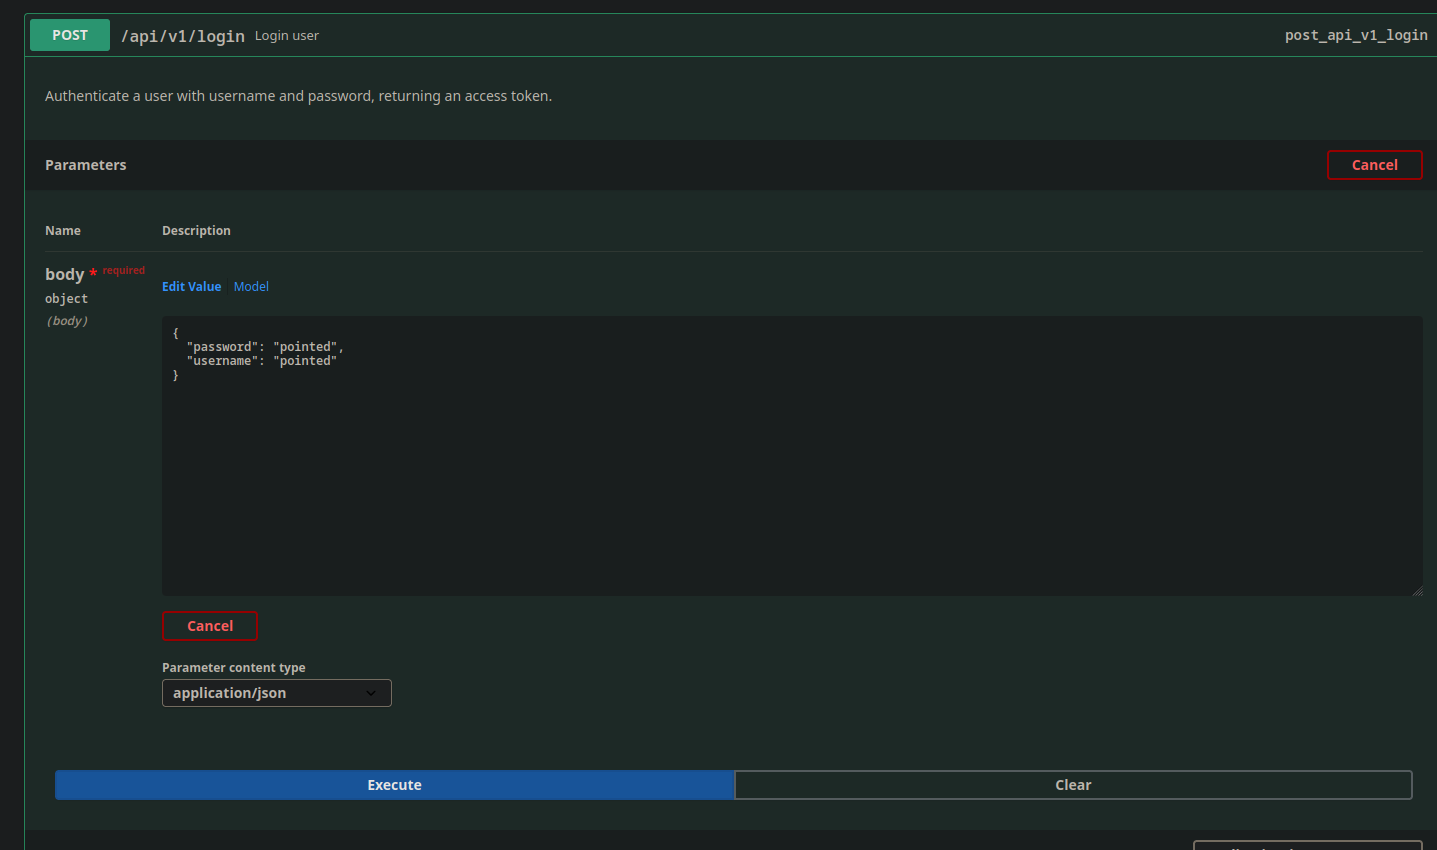 POST /api/v1/login Login user post_api_v1_login
Authenticate a user with username and password, returning an access token.
Parameters Cancel
Name Description
body * required
object
(body)
Edit Value Model
{
"password": "pointed",
"username": "pointed"
}
Cancel
Parameter content type
application/json
Execute Clear